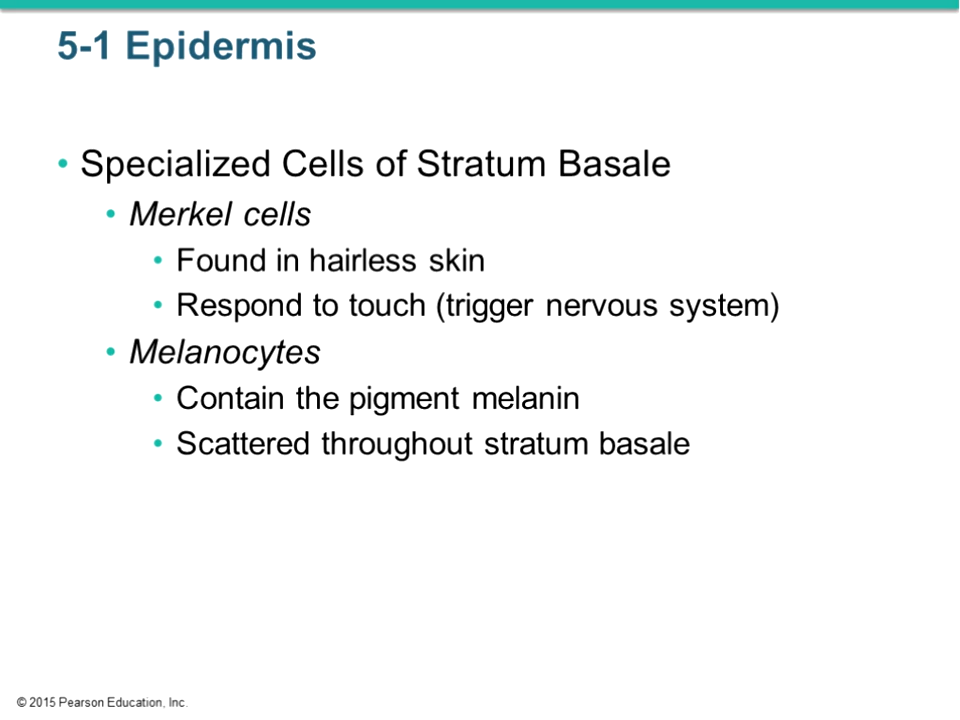 5-1 Epidermis
• Specialized Cells of Stratum Basale
• Merkel cells
• Found in hairless skin
• Respond to touch (trigger nervous system)
• Melanocytes
• Contain the pigment melanin
• Scattered throughout stratum basale
© 2015 Pearson Education, Inc.